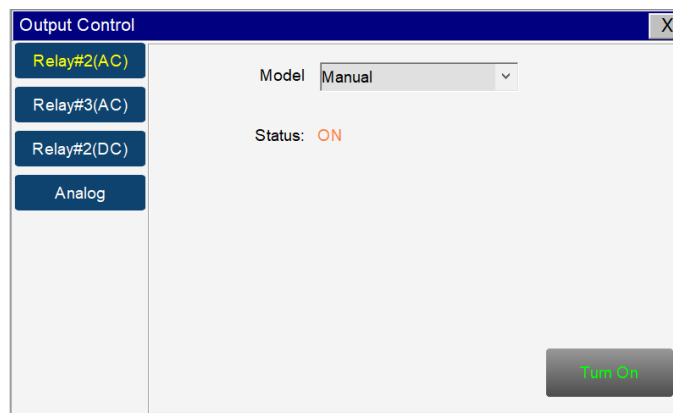 Output Control
X
Relay#2(AC)
Relay#3(AC)
Relay#2(DC)
Analog
Model Manual
Status: ON
Turn On